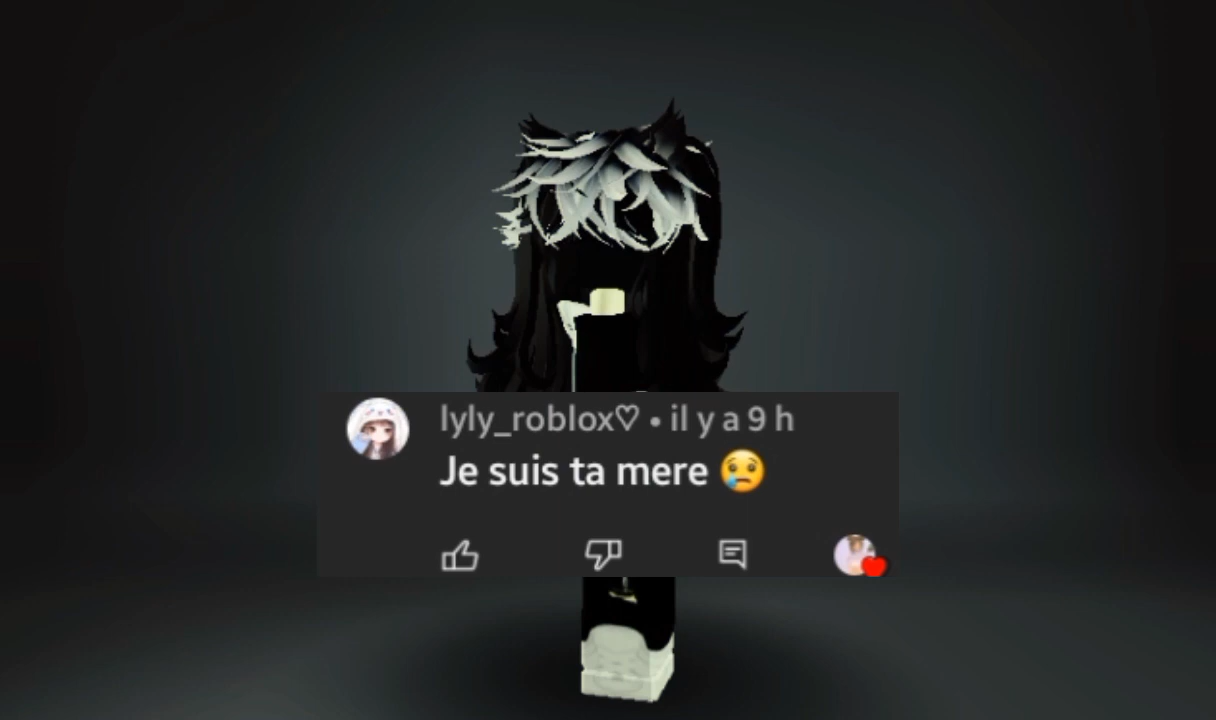 lyly_roblox♡ • il y a 9 h
Je suis ta mere 😢